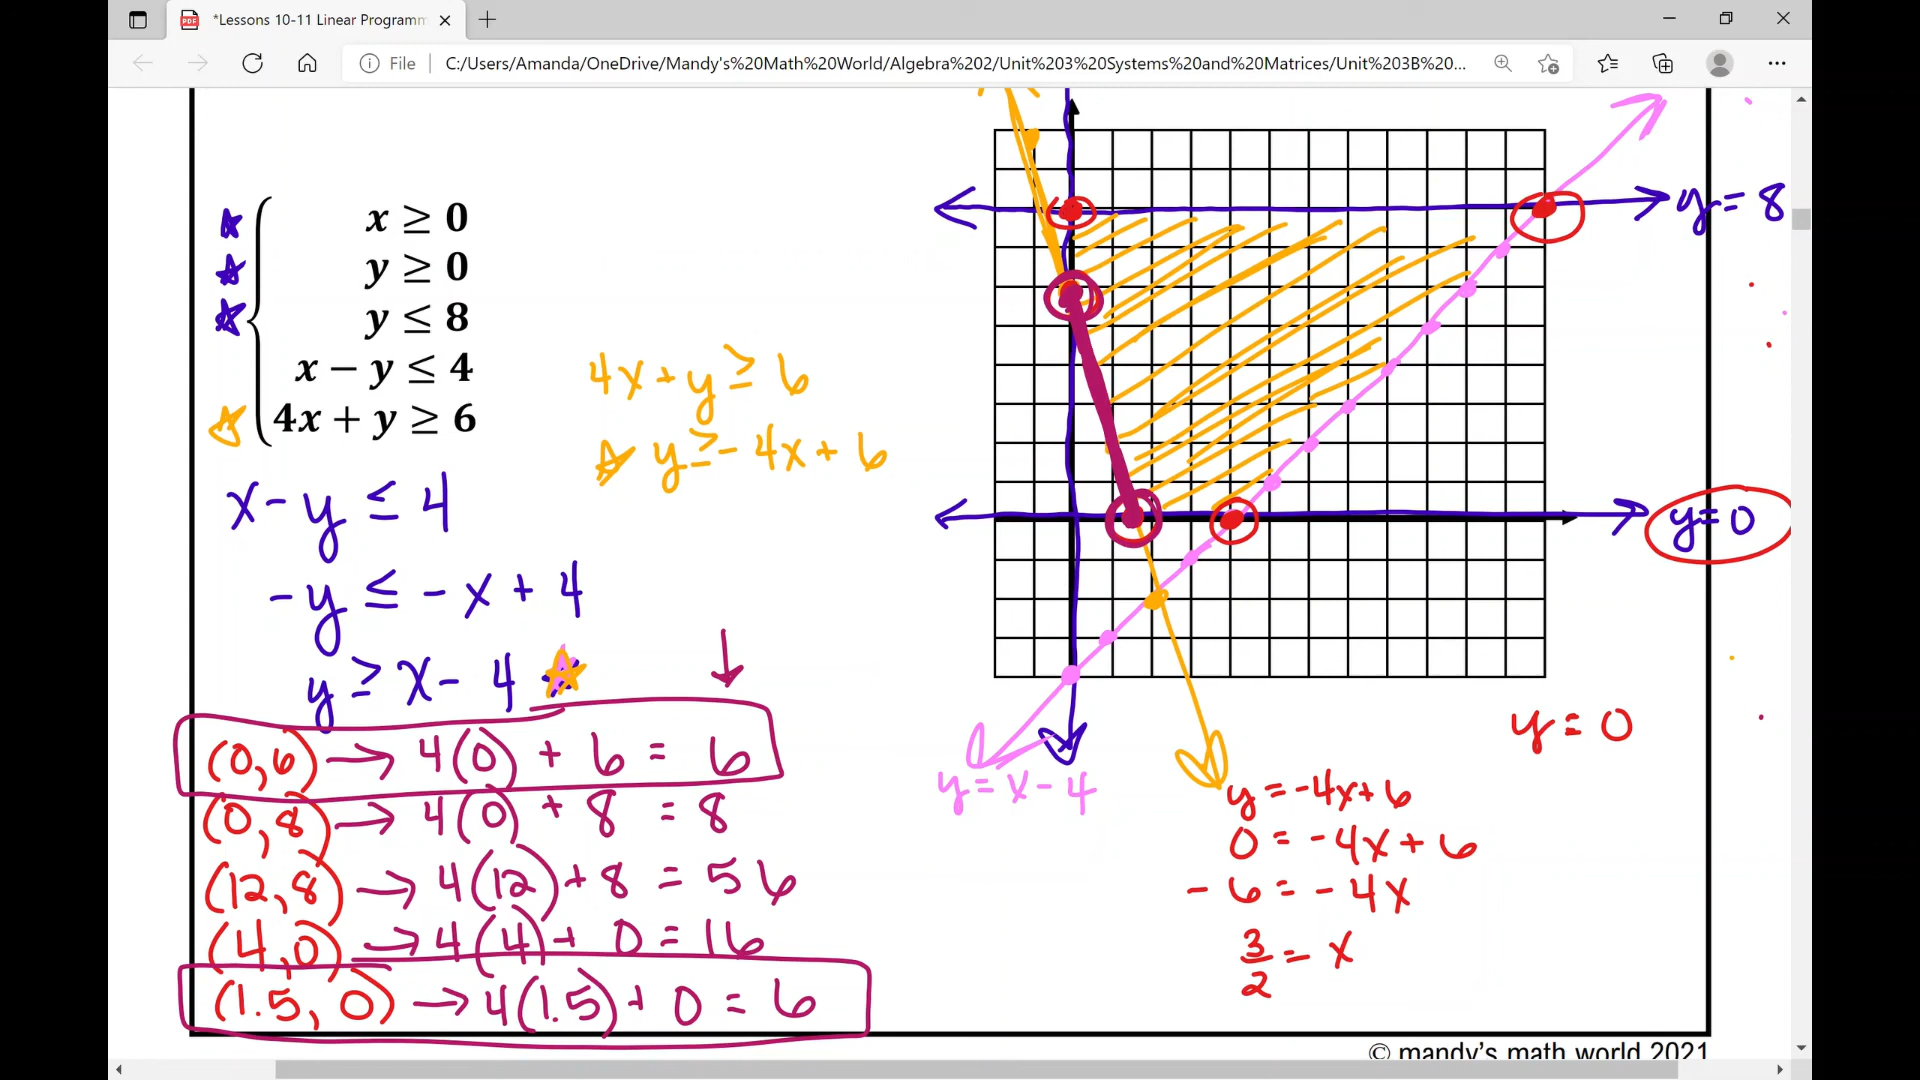 *Lessons 10-11 Linear Programm
File
C:/Users/Amanda/OneDrive/Mandy's%20Math%20World/Algebra%202/Unit%203%20Systems%20and%20Matrices/Unit%203B%20...
x ≥ 0
y ≥ 0
y ≤ 8
x − y ≤ 4
4x + y ≥ 6
4x + y ≥ 6
y ≥ -4x + 6
x - y ≤ 4
-y ≤ -x + 4
y ≥ x - 4
(0,6) → 4(0) + 6 = 6
(0,8) → 4(0) + 8 = 8
(12,8) → 4(12) + 8 = 56
(4,0) → 4(4) + 0 = 16
(1.5, 0) → 4(1.5) + 0 = 6
y = 8
y = 0
y = x - 4
y = 0
y = -4x + 6
0 = -4x + 6
-6 = -4x
3/2 = x
© mandy's math world 2021